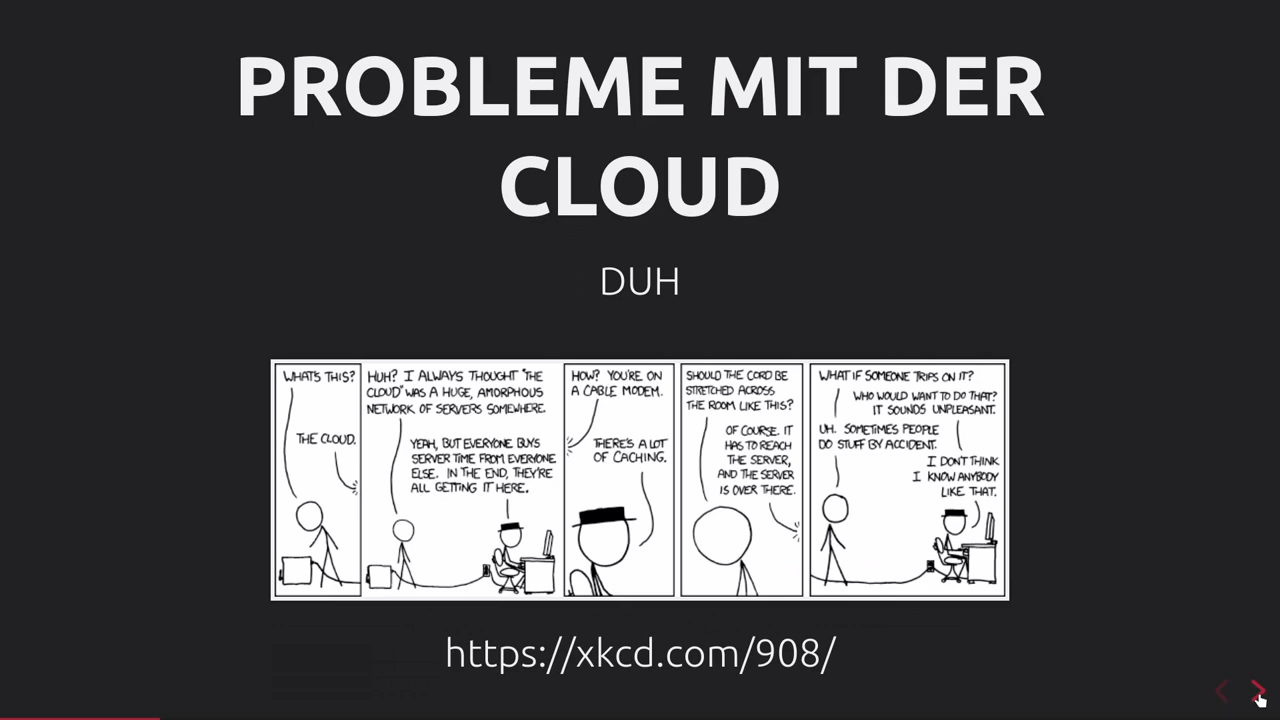 PROBLEME MIT DER
CLOUD
DUH
WHAT'S THIS?
THE CLOUD.
HUH? I ALWAYS THOUGHT "THE
CLOUD" WAS A HUGE, AMORPHOUS
NETWORK OF SERVERS SOMEWHERE.
YEAH, BUT EVERYONE BUYS
SERVER TIME FROM EVERYONE
ELSE. IN THE END, THEY'RE
ALL GETTING IT HERE.
HOW? YOU'RE ON
A CABLE MODEM.
THERE'S A LOT
OF CACHING.
SHOULD THE CORD BE
STRETCHED ACROSS
THE ROOM LIKE THIS?
OF COURSE. IT
HAS TO REACH
THE SERVER,
AND THE SERVER
IS OVER THERE.
WHAT IF SOMEONE TRIPS ON IT?
WHO WOULD WANT TO DO THAT?
IT SOUNDS UNPLEASANT.
UH. SOMETIMES PEOPLE
DO STUFF BY ACCIDENT.
I DON'T THINK
I KNOW ANYBODY
LIKE THAT.
https://xkcd.com/908/